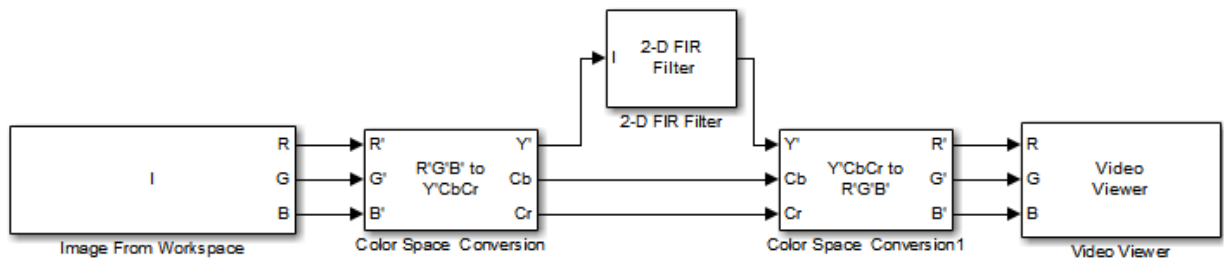 2-D FIR
Filter
I
2-D FIR Filter
I
R
G
B
Image From Workspace
R'
G'
B'
R'G'B' to
Y'CbCr
Y'
Cb
Cr
Color Space Conversion
Y'
Cb
Cr
Y'CbCr to
R'G'B'
R'
G'
B'
Color Space Conversion1
R
G
B
Video
Viewer
Video Viewer